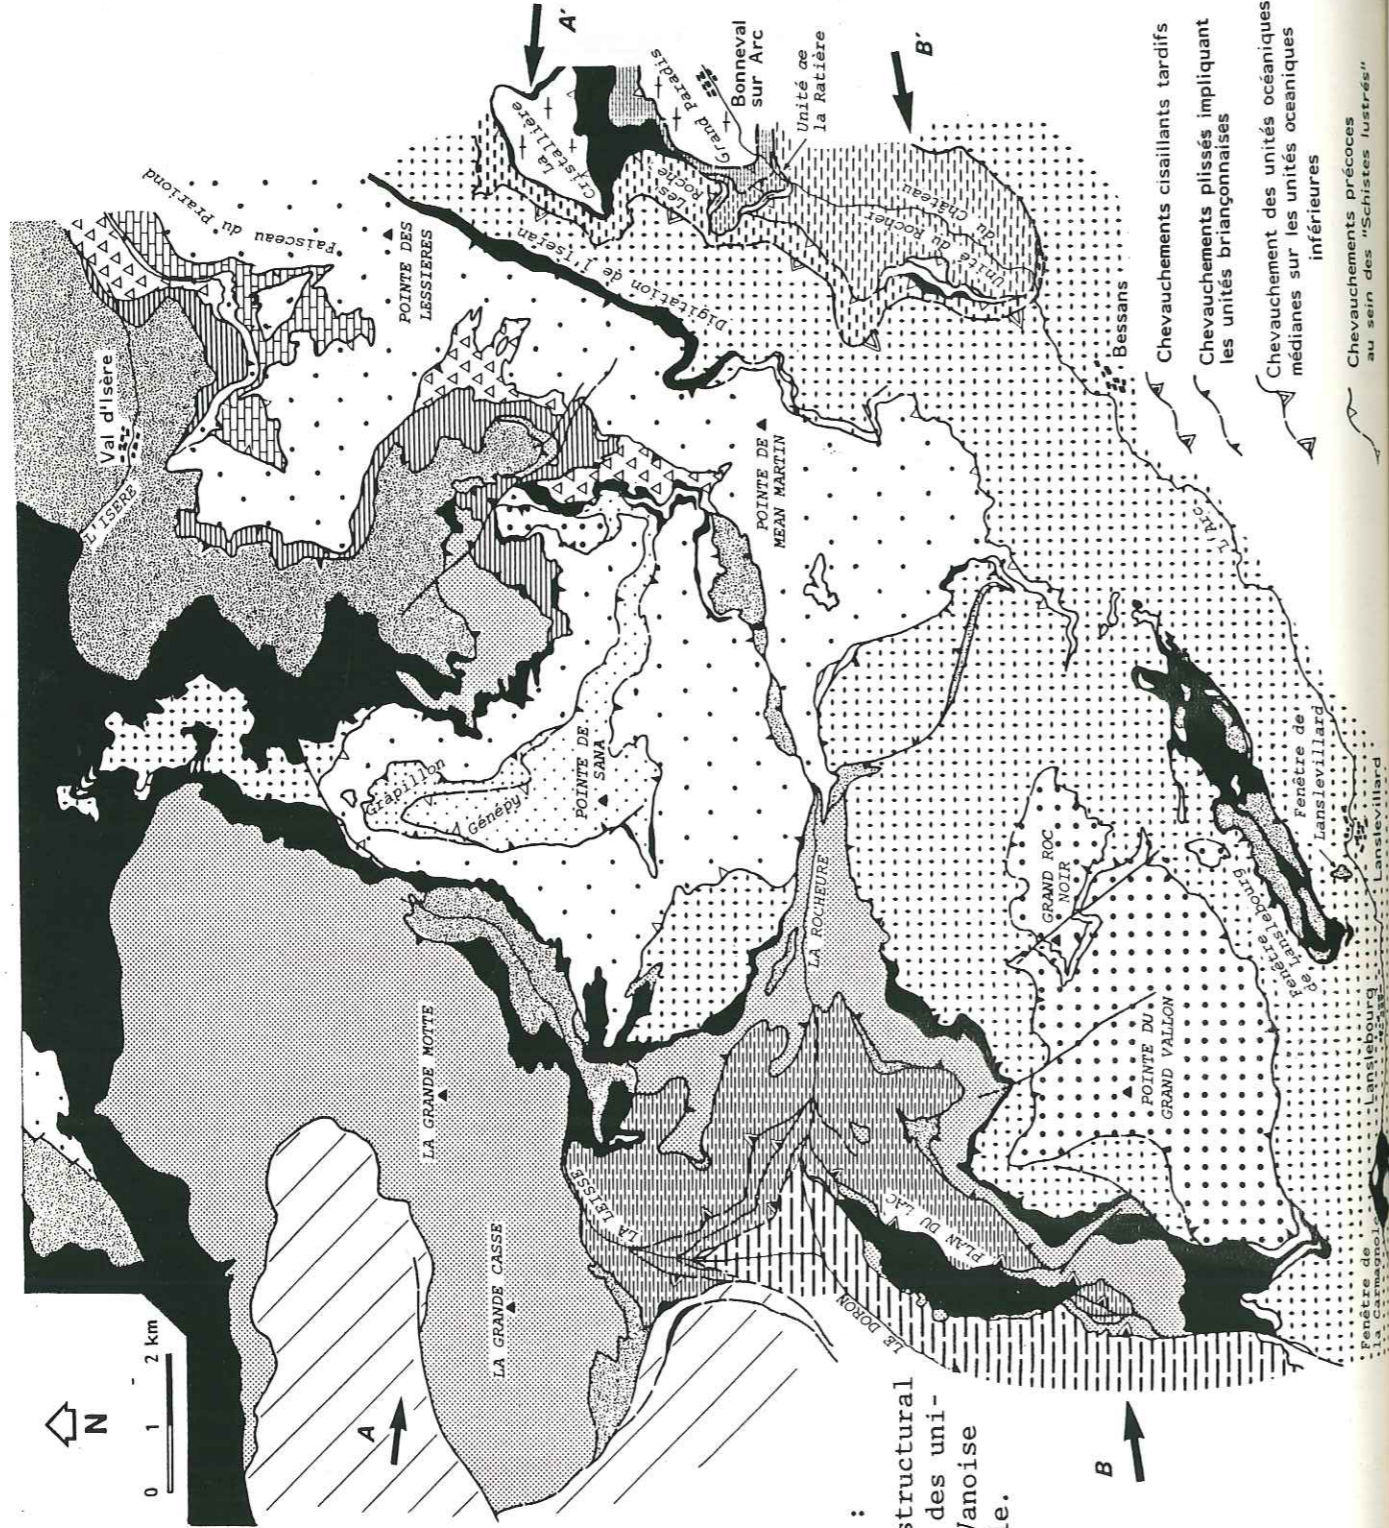 N
0 1 2 km
A
A'
B
B'
L'ISERE
Val d'Isère
Faisceau du Prariond
POINTE DES
LESSIERES
La
Cristallière
Grand Paradis
Bonneval
sur Arc
Unité de
la Ratière
Les
Roche
Digitation de l'Iseran
Unité
du Rocher
du
Château
Bessans
L'Arc
LA GRANDE MOTTE
LA GRANDE CASSE
Grapillon
Génépy
POINTE DE
SANA
POINTE DE
MEAN MARTIN
LA ROCHEURE
LA LEISSE
PLAN DU LAC
LE DORON
GRAND ROC
NOIR
POINTE DU
GRAND VALLON
Fenêtre
de Lanslebourg
Fenêtre de
Lanslevillard
Lanslebourg
Lanslevillard
Fenêtre de
la Carmagnol
:
structural
des uni-
Vanoise
le.
Chevauchements cisaillants tardifs
Chevauchements plissés impliquant
les unités briançonnaises
Chevauchement des unités océaniques
médianes sur les unités oceaniques
inférieures
Chevauchements précoces
au sein des "Schistes lustrés"